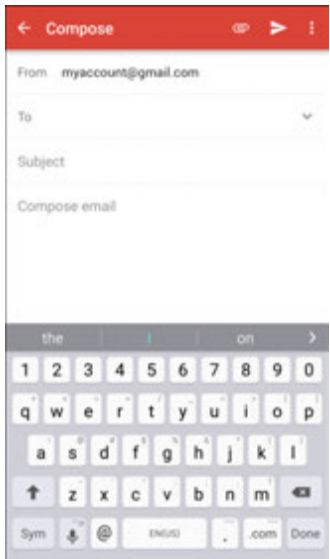 Compose
From myaccount@gmail.com
To
Subject
Compose email
the i on
1 2 3 4 5 6 7 8 9 0
q w e r t y u i o p
a s d f g h j k l
z x c v b n m
Sym @ EN(US) . .com Done